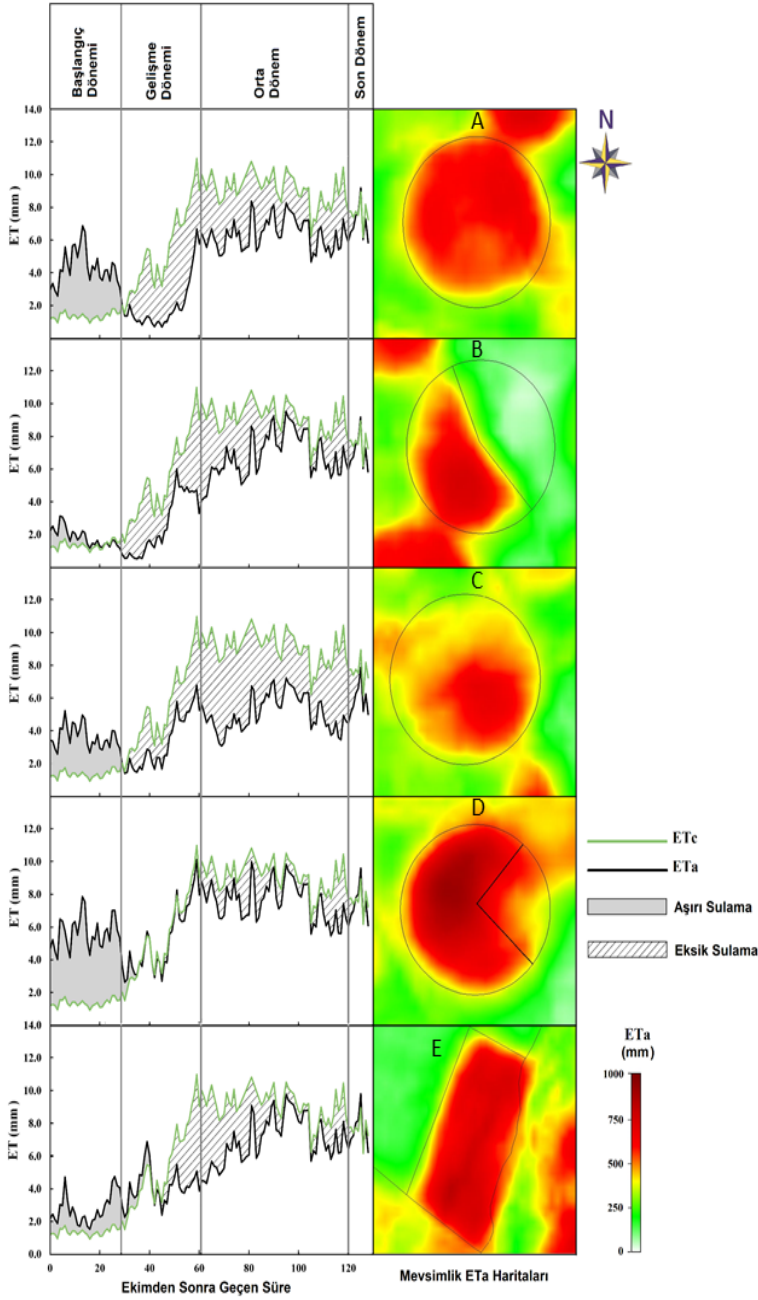 Başlangıç
Dönemi
Gelişme
Dönemi
Orta
Dönem
Son Dönem
14.0
12.0
10.0
8.0
6.0
4.0
2.0
ET (mm )
A
N
12.0
10.0
8.0
6.0
4.0
2.0
ET (mm )
B
12.0
10.0
8.0
6.0
4.0
2.0
ET (mm )
C
12.0
10.0
8.0
6.0
4.0
2.0
ET (mm )
D
ETc
ETa
Aşırı Sulama
Eksik Sulama
14.0
12.0
10.0
8.0
6.0
4.0
2.0
0,0
ET (mm )
E
0 20 40 60 80 100 120
Ekimden Sonra Geçen Süre
Mevsimlik ETa Haritaları
ETa
(mm)
1000
750
500
250
0